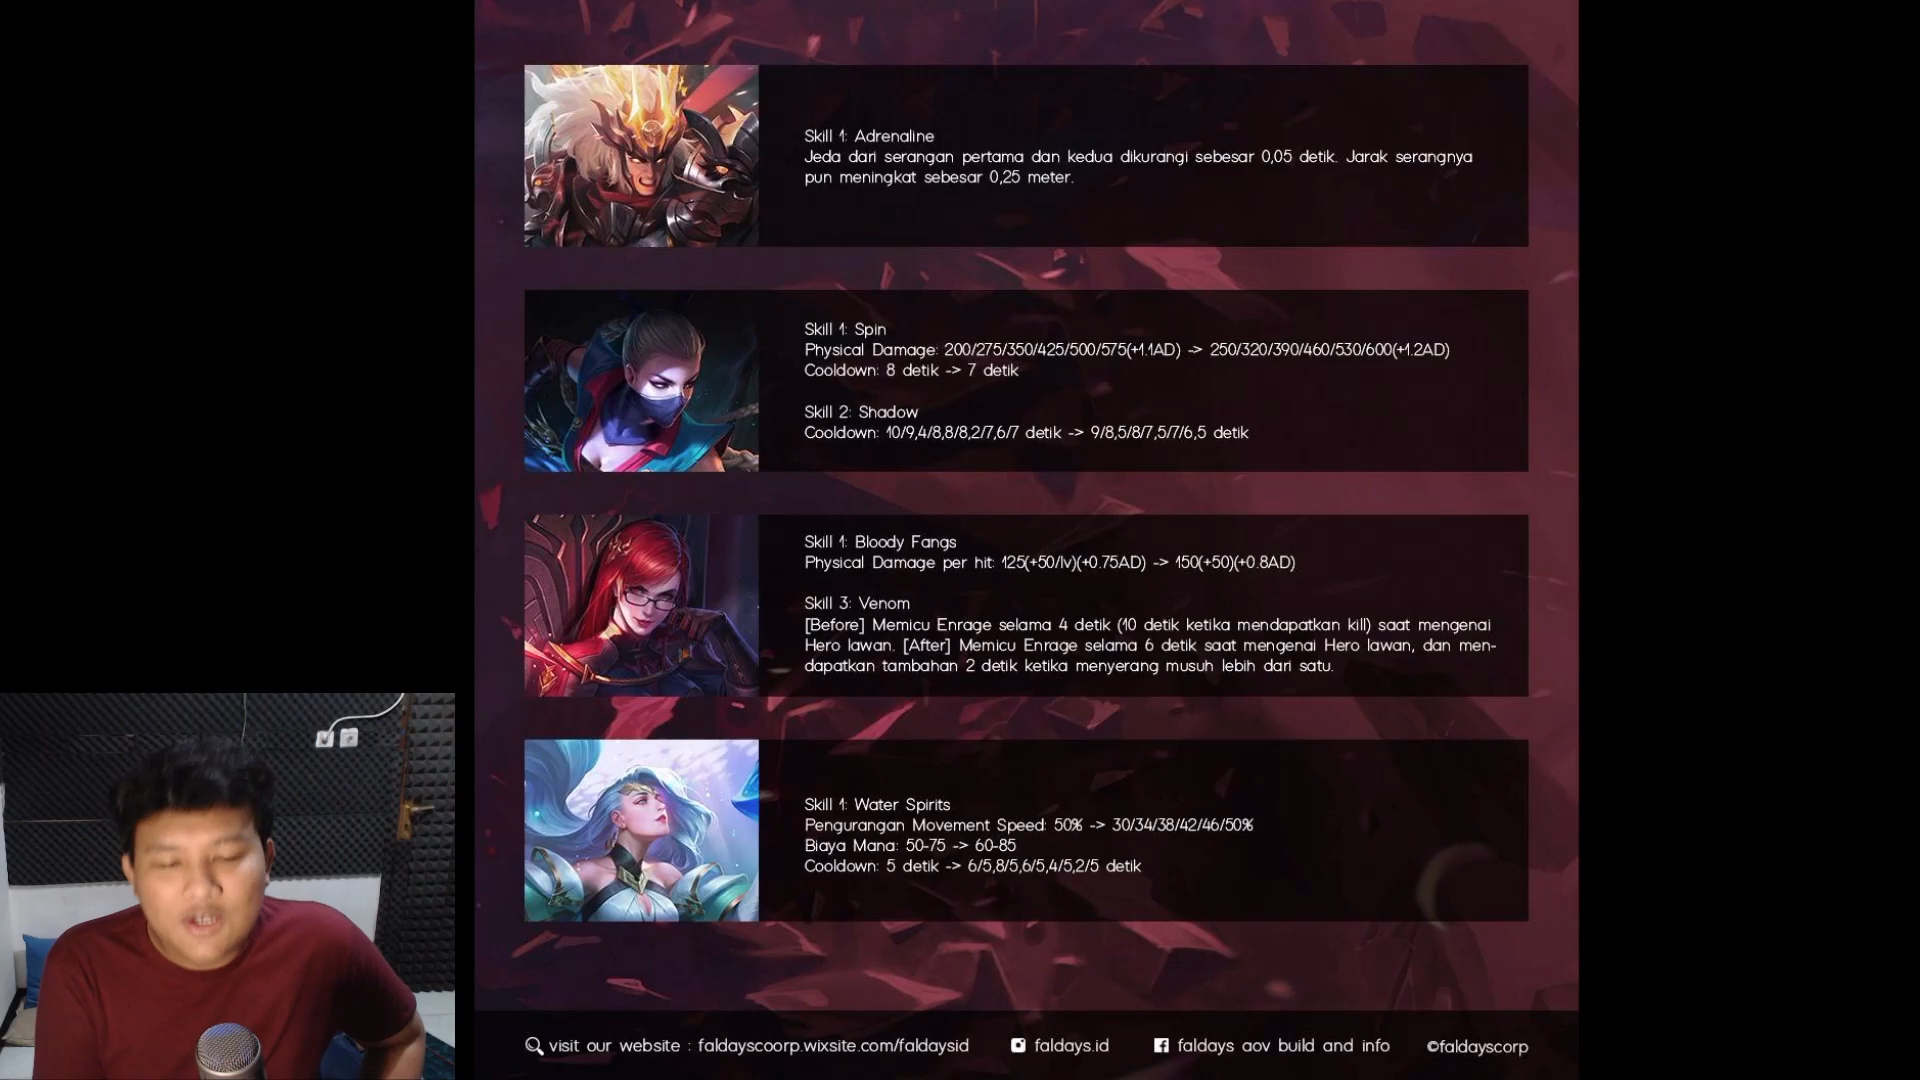 Skill 1: Adrenaline
Jeda dari serangan pertama dan kedua dikurangi sebesar 0,05 detik. Jarak serangnya
pun meningkat sebesar 0,25 meter.
Skill 1: Spin
Physical Damage: 200/275/350/425/500/575(+1.1AD) -> 250/320/390/460/530/600(+1.2AD)
Cooldown: 8 detik -> 7 detik
Skill 2: Shadow
Cooldown: 10/9,4/8,8/8,2/7,6/7 detik -> 9/8,5/8/7,5/7/6,5 detik
Skill 1: Bloody Fangs
Physical Damage per hit: 125(+50/lv)(+0.75AD) -> 150(+50)(+0.8AD)
Skill 3: Venom
[Before] Memicu Enrage selama 4 detik (10 detik ketika mendapatkan kill) saat mengenai
Hero lawan. [After] Memicu Enrage selama 6 detik saat mengenai Hero lawan, dan men-
dapatkan tambahan 2 detik ketika menyerang musuh lebih dari satu.
Skill 1: Water Spirits
Pengurangan Movement Speed: 50% -> 30/34/38/42/46/50%
Biaya Mana: 50-75 -> 60-85
Cooldown: 5 detik -> 6/5,8/5,6/5,4/5,2/5 detik
visit our website : faldayscoorp.wixsite.com/faldaysid faldays.id faldays aov build and info ©faldayscorp